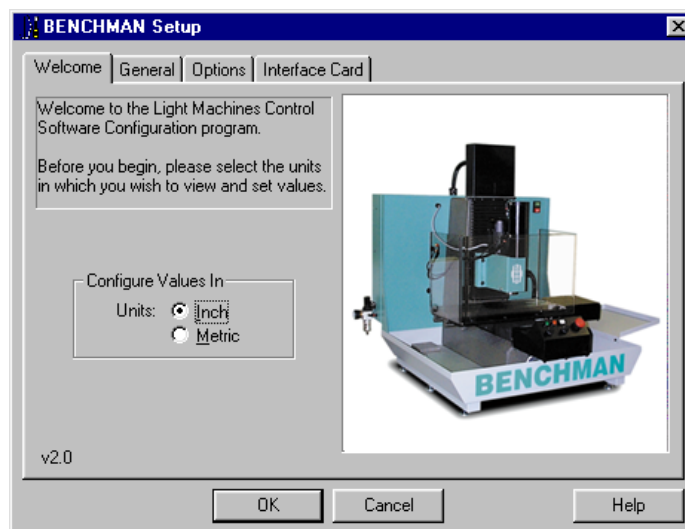 BENCHMAN Setup
Welcome General Options Interface Card
Welcome to the Light Machines Control
Software Configuration program.
Before you begin, please select the units
in which you wish to view and set values.
Configure Values In
Units: Inch
Metric
BENCHMAN
v2.0
OK Cancel Help